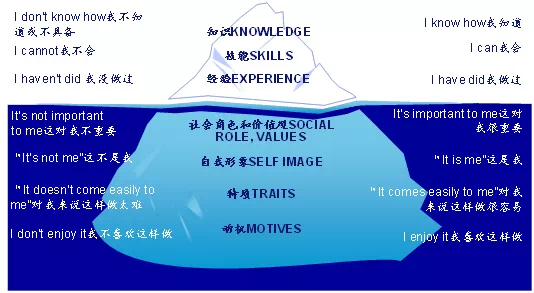 I don't know how我不知
道或不具备
I cannot我不会
I haven't did 我没做过
It's not important
to me这对我不重要
“It's not me”这不是我
“It doesn't come easily to
me”对我来说这样做太难
I don't enjoy it我不喜欢这样做
知识KNOWLEDGE
技能SKILLS
经验EXPERIENCE
社会角色和价值观SOCIAL
ROLE, VALUES
自我形象SELF IMAGE
特质TRAITS
动机MOTIVES
I know how我知道
I can我会
I have did我做过
It's important to me这对
我很重要
“It is me”这是我
“It comes easily to me”对我
来说这样做很容易
I enjoy it我喜欢这样做